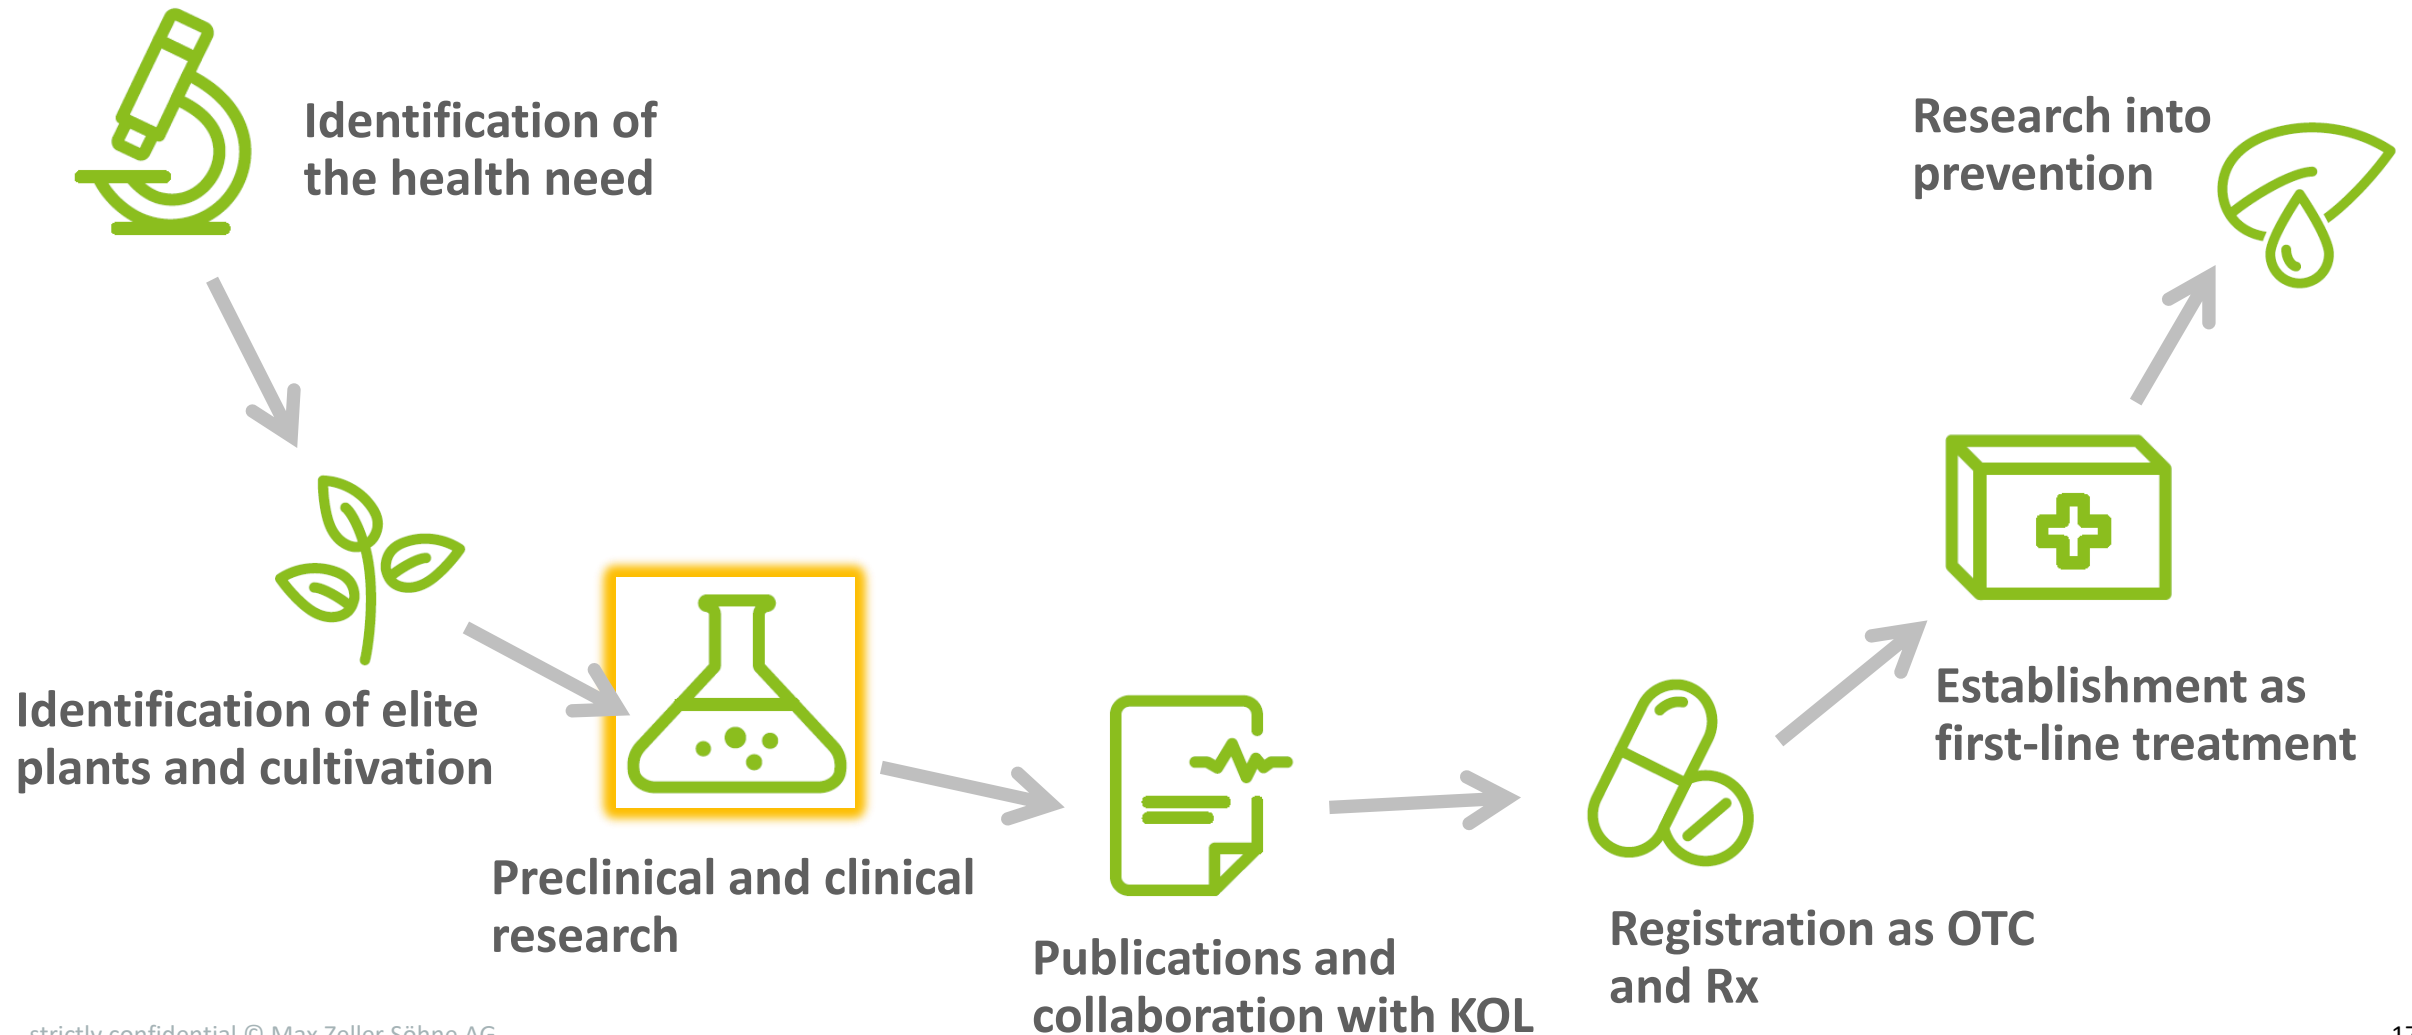 Identification of
the health need
Identification of elite
plants and cultivation
Preclinical and clinical
research
Publications and
collaboration with KOL
Registration as OTC
and Rx
Establishment as
first-line treatment
Research into
prevention
strictly confidential © Max Zeller Söhne AG